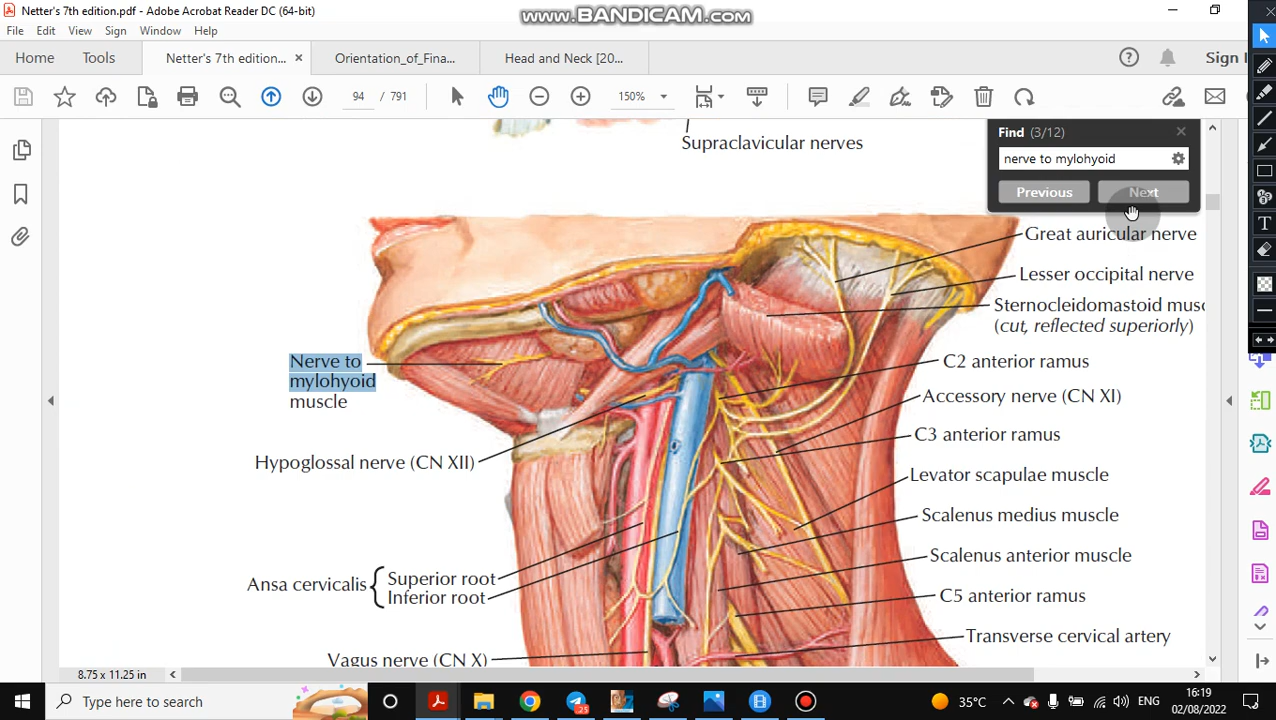 Netter's 7th edition.pdf - Adobe Acrobat Reader DC (64-bit)
www.BANDICAM.com
File Edit View Sign Window Help
Home Tools Netter's 7th edition... × Orientation_of_Fina... Head and Neck [20... Sign I
94 / 791 150%
Supraclavicular nerves
Find (3/12)
nerve to mylohyoid
Previous Next
Great auricular nerve
Lesser occipital nerve
Sternocleidomastoid musc
(cut, reflected superiorly)
Nerve to
mylohyoid
muscle
C2 anterior ramus
Accessory nerve (CN XI)
C3 anterior ramus
Hypoglossal nerve (CN XII)
Levator scapulae muscle
Scalenus medius muscle
Scalenus anterior muscle
Ansa cervicalis { Superior root
Inferior root
C5 anterior ramus
Transverse cervical artery
Vagus nerve (CN X)
8.75 x 11.25 in
Type here to search
25
35°C
ENG
16:19
02/08/2022